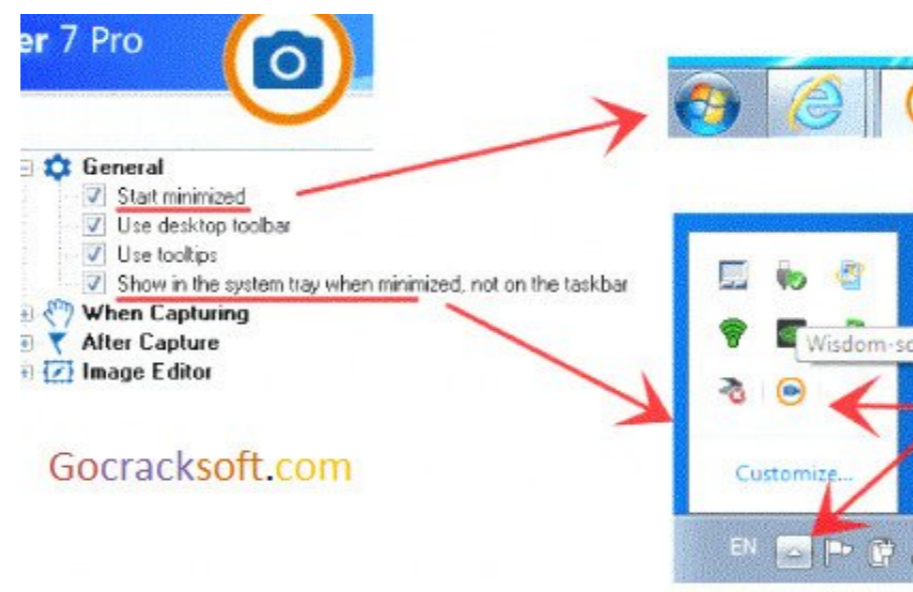 er 7 Pro
General
Start minimized
Use desktop toolbar
Use tooltips
Show in the system tray when minimized, not on the taskbar
When Capturing
After Capture
Image Editor
Gocracksoft.com
Wisdom-so
Customize...
EN